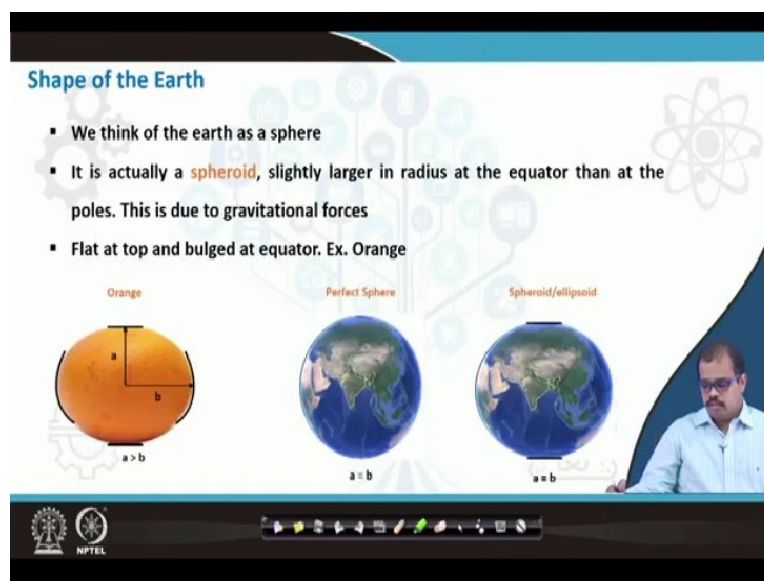 Shape of the Earth
▪ We think of the earth as a sphere
▪ It is actually a spheroid, slightly larger in radius at the equator than at the
poles. This is due to gravitational forces
▪ Flat at top and bulged at equator. Ex. Orange
Orange
Perfect Sphere
Spheroid/ellipsoid
a
b
a > b
a = b
a = b
NPTEL